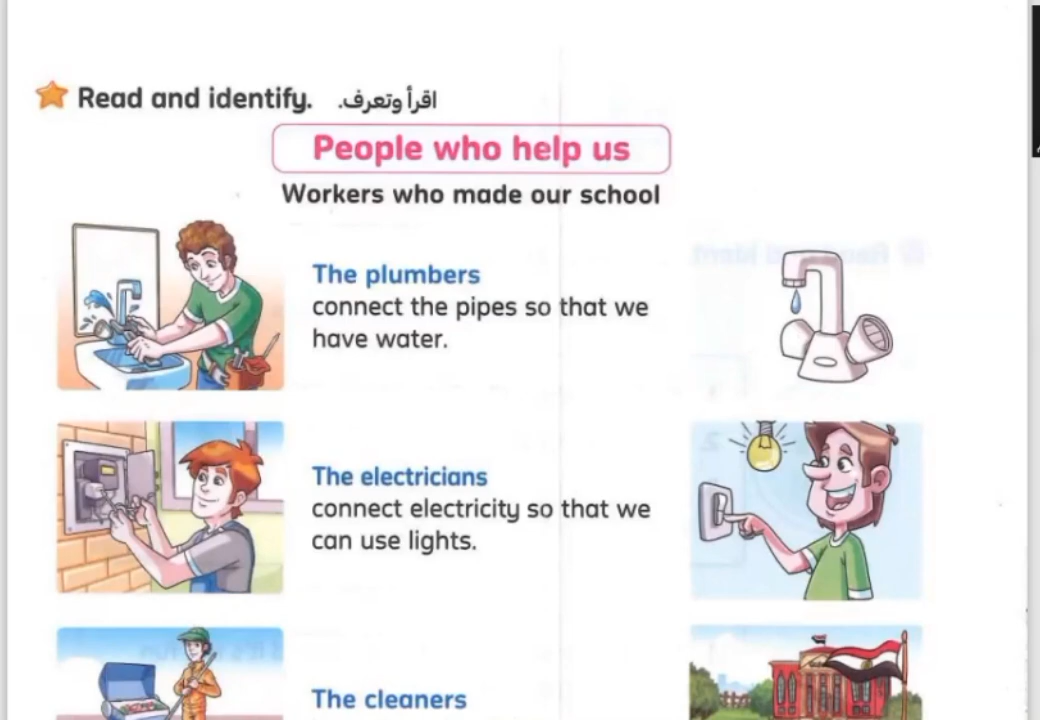 Read and identify. اقرأ وتعرف.
People who help us
Workers who made our school
The plumbers
connect the pipes so that we
have water.
The electricians
connect electricity so that we
can use lights.
The cleaners